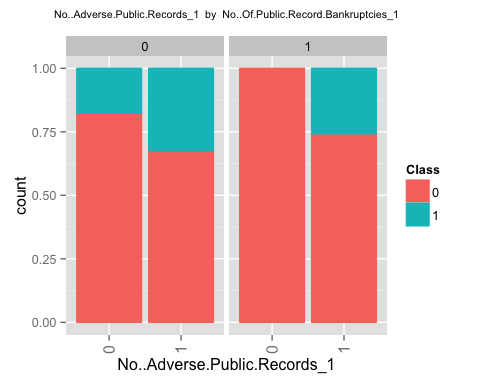 No..Adverse.Public.Records_1 by No..Of.Public.Record.Bankruptcies_1
0 1
1.00
0.75
0.50
0.25
0.00
count
0 1 0 1
No..Adverse.Public.Records_1
Class
0
1